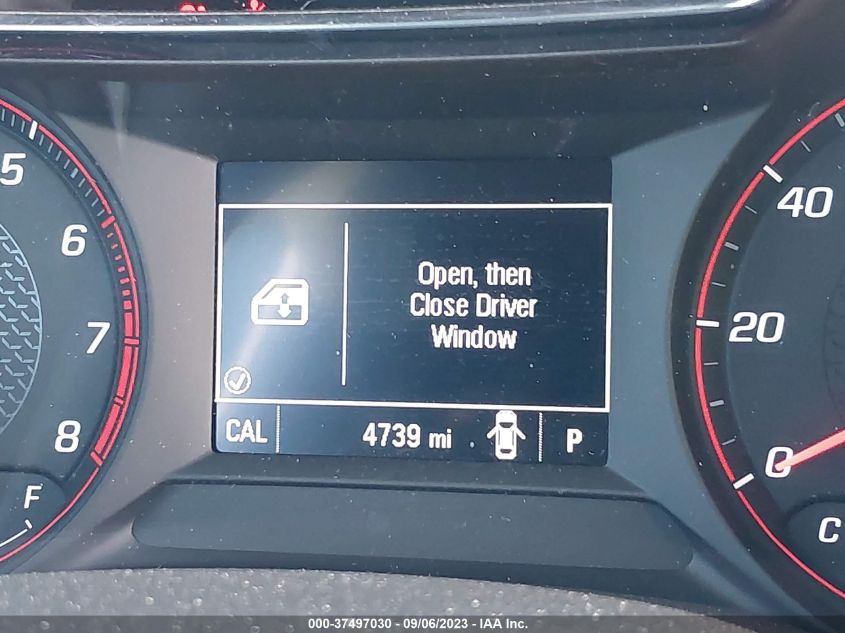 5
6
7
8
F
Open, then
Close Driver
Window
CAL
4739 mi
P
40
20
0
C
000-37497030 - 09/06/2023 - IAA Inc.